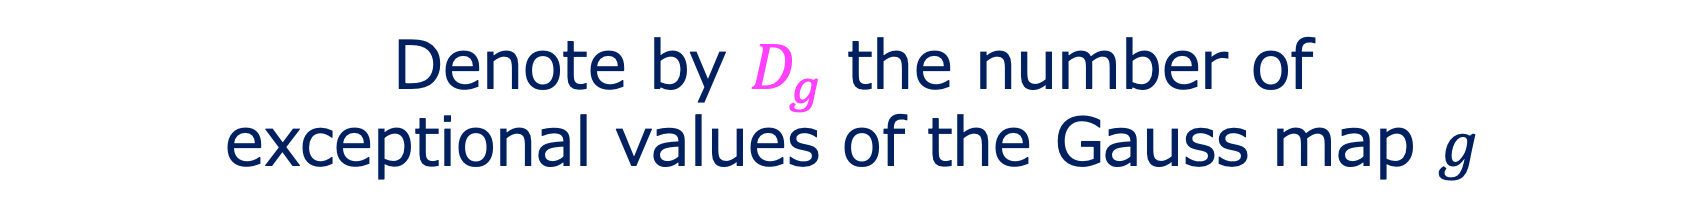 Denote by D_g the number of
exceptional values of the Gauss map g